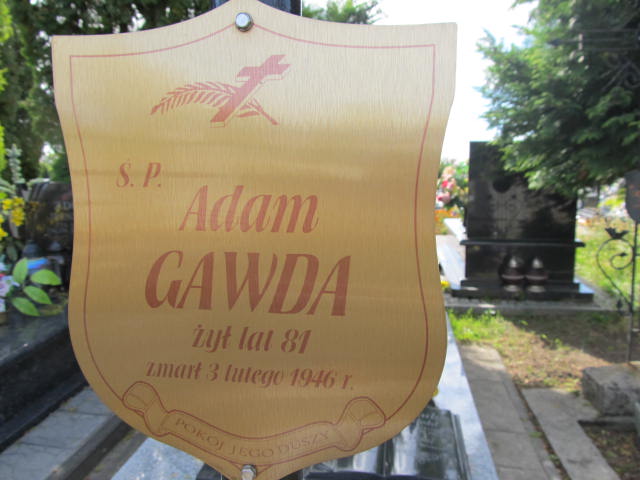 Ś. P.
Adam
GAWDA
żył lat 81
zmarł 3 lutego 1946 r.
POKÓJ JEGO DUSZY